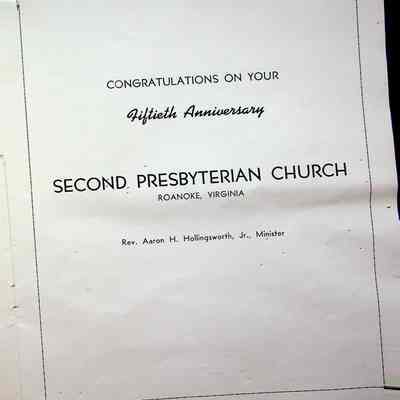 CONGRATULATIONS ON YOUR
Fiftieth Anniversary
SECOND PRESBYTERIAN CHURCH
ROANOKE, VIRGINIA
Rev. Aaron H. Hollingsworth, Jr., Minister